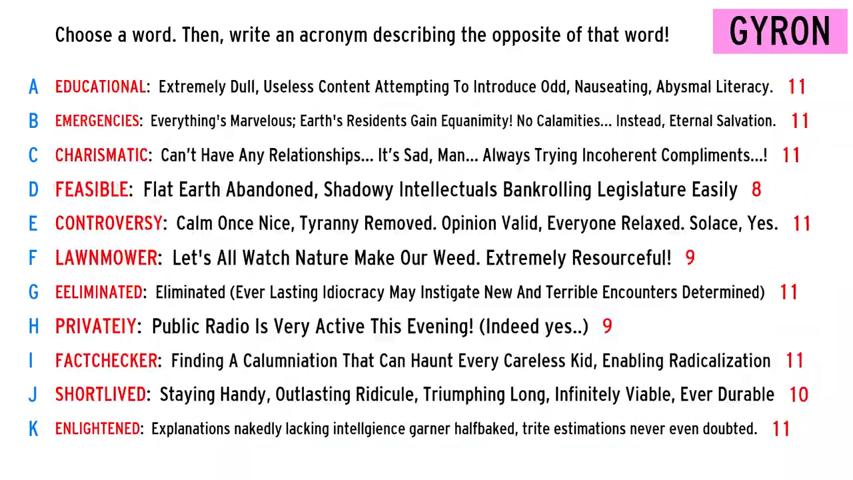 Choose a word. Then, write an acronym describing the opposite of that word!
GYRON
A EDUCATIONAL: Extremely Dull, Useless Content Attempting To Introduce Odd, Nauseating, Abysmal Literacy. 11
B EMERGENCIES: Everything's Marvelous; Earth's Residents Gain Equanimity! No Calamities... Instead, Eternal Salvation. 11
C CHARISMATIC: Can't Have Any Relationships... It's Sad, Man... Always Trying Incoherent Compliments...! 11
D FEASIBLE: Flat Earth Abandoned, Shadowy Intellectuals Bankrolling Legislature Easily 8
E CONTROVERSY: Calm Once Nice, Tyranny Removed. Opinion Valid, Everyone Relaxed. Solace, Yes. 11
F LAWNMOWER: Let's All Watch Nature Make Our Weed. Extremely Resourceful! 9
G EELIMINATED: Eliminated (Ever Lasting Idiocracy May Instigate New And Terrible Encounters Determined) 11
H PRIVATEIY: Public Radio Is Very Active This Evening! (Indeed yes..) 9
I FACTCHECKER: Finding A Calumniation That Can Haunt Every Careless Kid, Enabling Radicalization 11
J SHORTLIVED: Staying Handy, Outlasting Ridicule, Triumphing Long, Infinitely Viable, Ever Durable 10
K ENLIGHTENED: Explanations nakedly lacking intellgience garner halfbaked, trite estimations never even doubted. 11